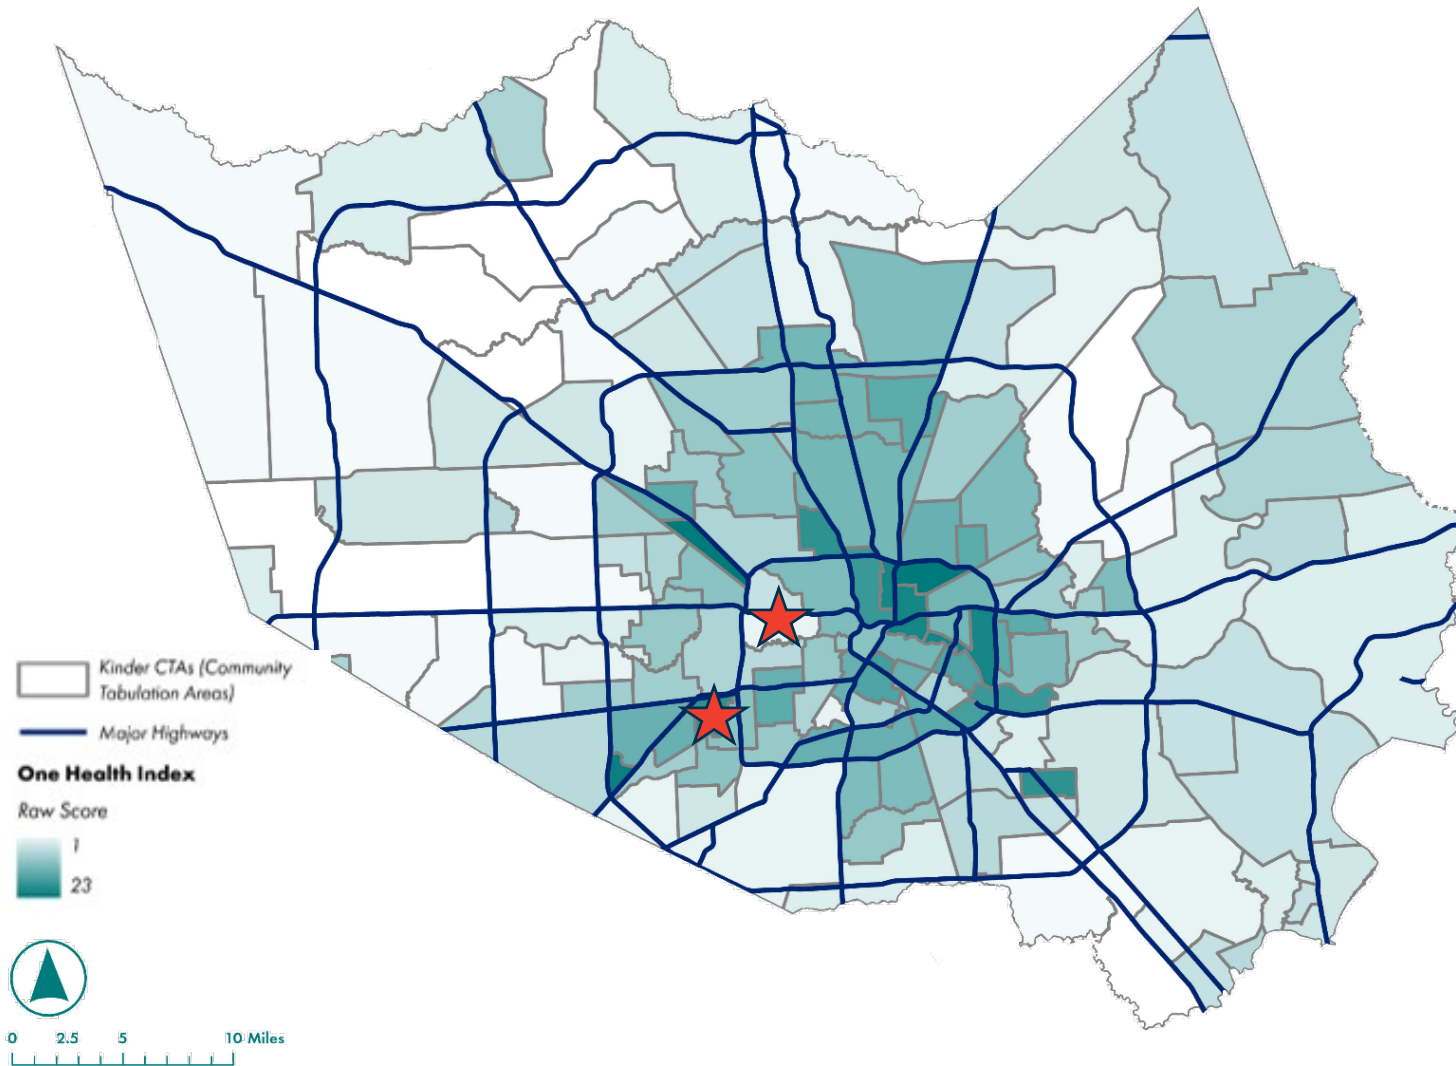 Kinder CTAs (Community
Tabulation Areas)
Major Highways
One Health Index
Raw Score
1
23
0 2.5 5 10 Miles